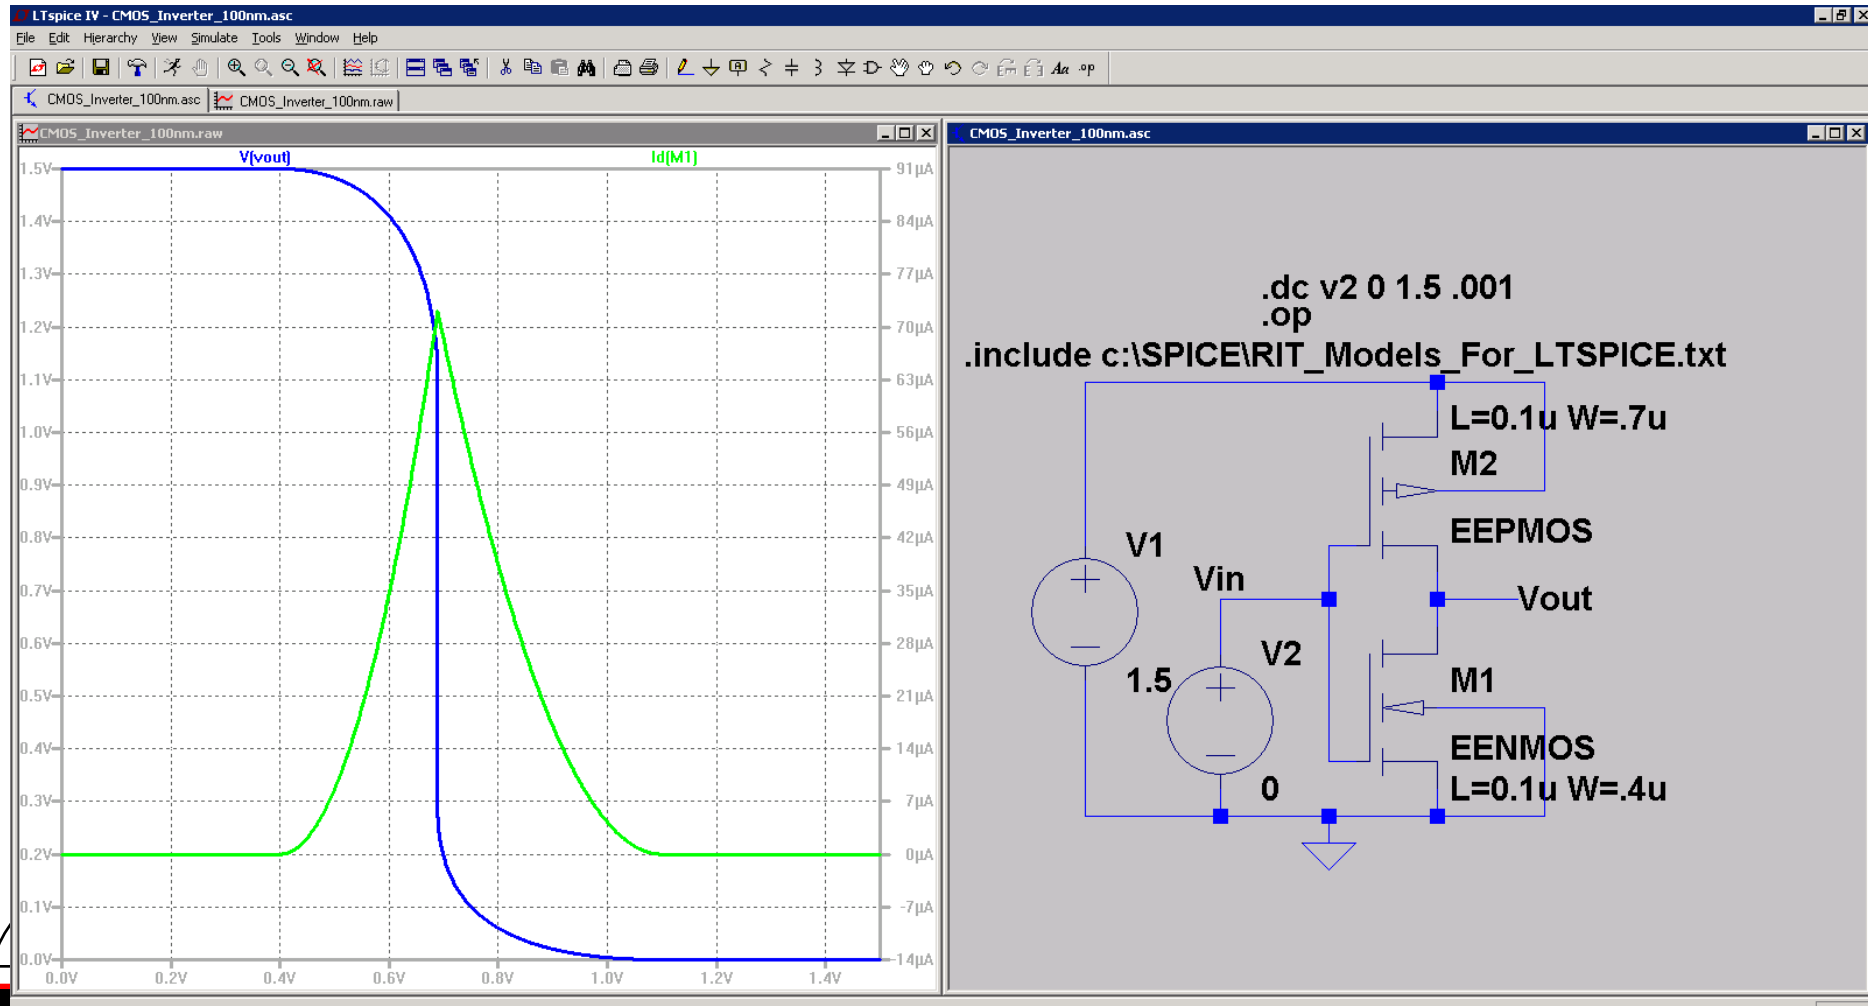 LTspice IV - CMOS_Inverter_100nm.asc
File Edit Hierarchy View Simulate Tools Window Help
Aa .op
CMOS_Inverter_100nm.asc CMOS_Inverter_100nm.raw
CMOS_Inverter_100nm.raw
V(vout) Id(M1)
1.5V 91µA
1.4V 84µA
1.3V 77µA
1.2V 70µA
1.1V 63µA
1.0V 56µA
0.9V 49µA
0.8V 42µA
0.7V 35µA
0.6V 28µA
0.5V 21µA
0.4V 14µA
0.3V 7µA
0.2V 0µA
0.1V -7µA
0.0V -14µA
0.0V 0.2V 0.4V 0.6V 0.8V 1.0V 1.2V 1.4V
CMOS_Inverter_100nm.asc
.dc v2 0 1.5 .001
.op
.include c:\SPICE\RIT_Models_For_LTSPICE.txt
L=0.1u W=.7u
M2
EEPMOS
V1
Vin
Vout
V2
1.5
M1
EENMOS
0
L=0.1u W=.4u